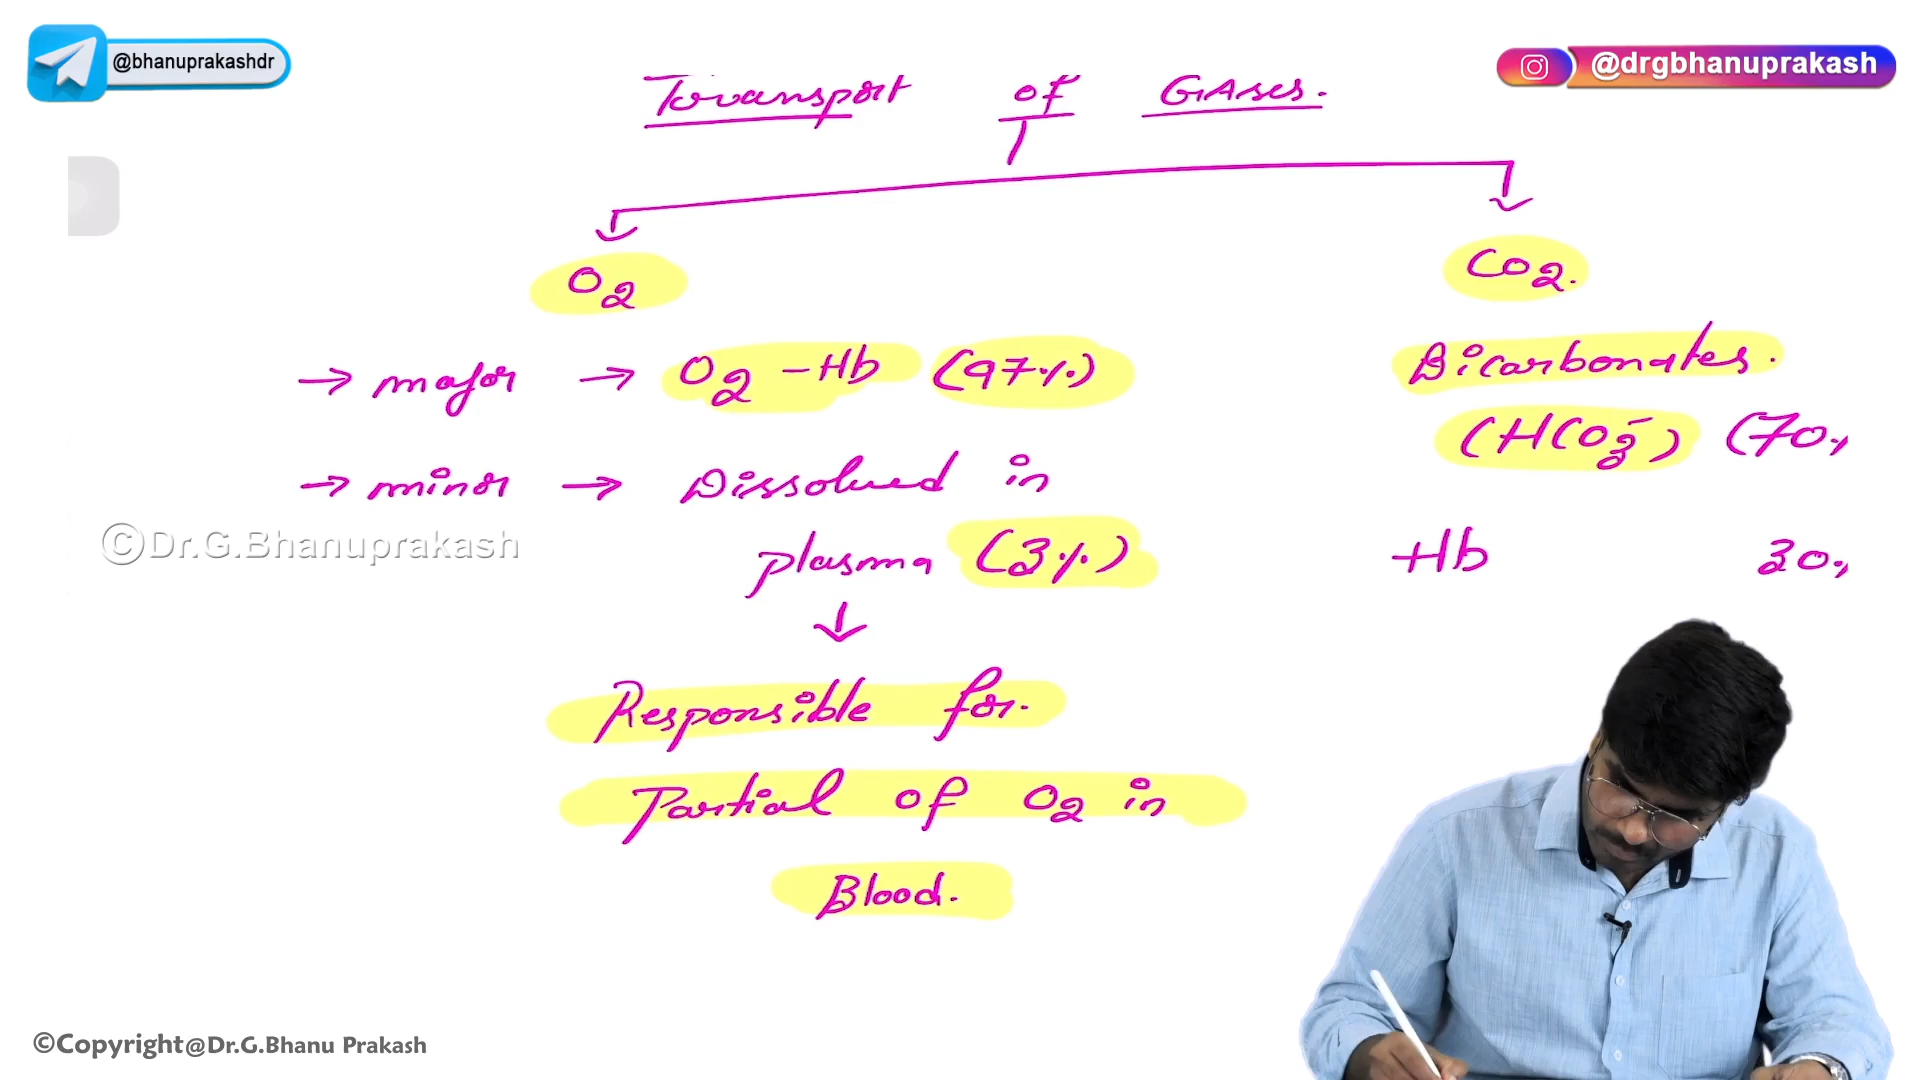 @bhanuprakashdr
@drgbhanuprakash
Transport of GAses.
O2
CO2.
→ major → O2 - Hb (97%)
Bicarbonates.
(HCO3-) (70%
→ minor → Dissolved in
plasma (3%)
Hb 30%
©Dr.G.Bhanuprakash
↓
Responsible for.
Partial of O2 in
Blood.
©Copyright@Dr.G.Bhanu Prakash